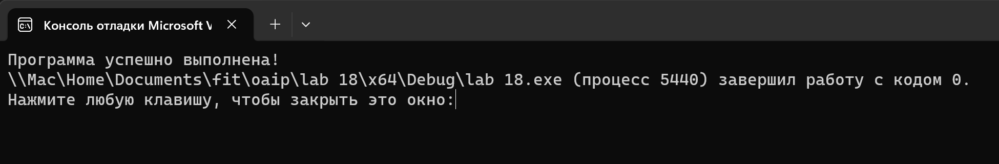 Консоль отладки Microsoft V
Программа успешно выполнена!
\\Mac\Home\Documents\fit\oaip\lab 18\x64\Debug\lab 18.exe (процесс 5440) завершил работу с кодом 0.
Нажмите любую клавишу, чтобы закрыть это окно: